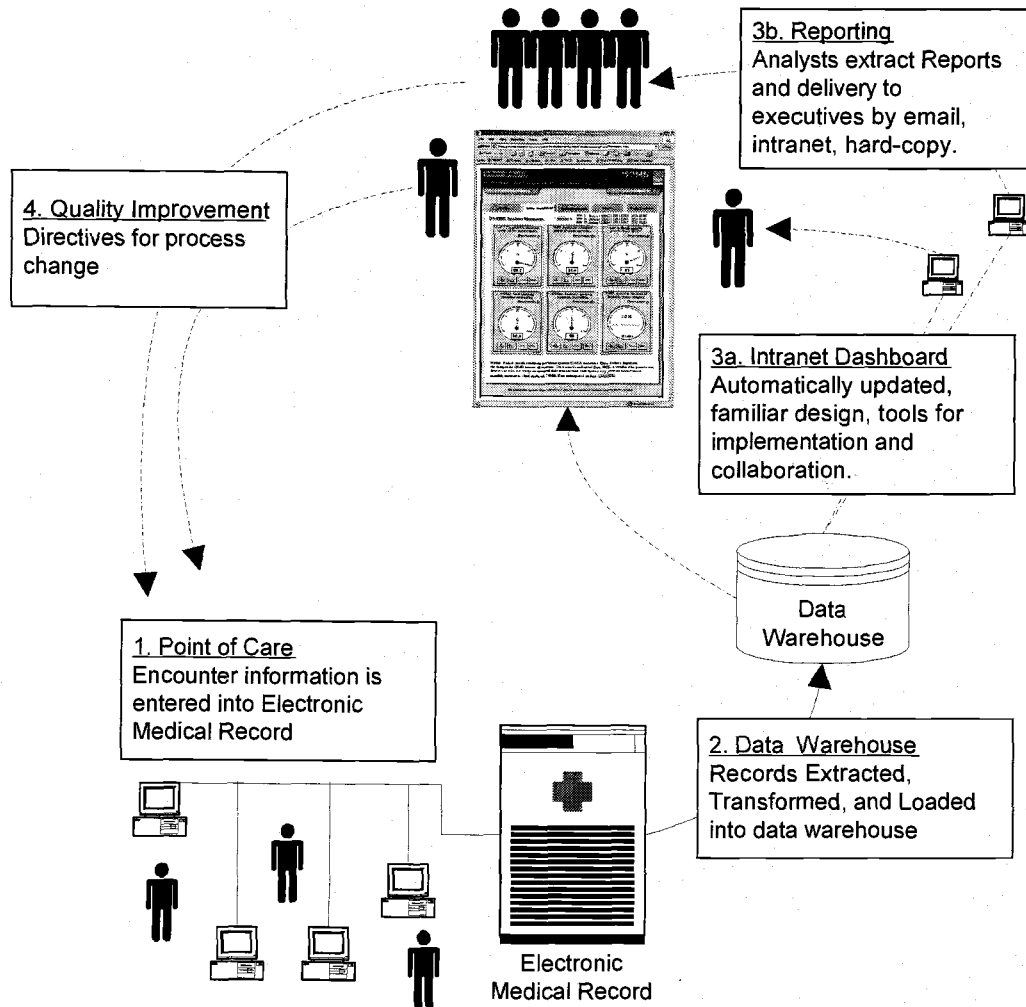 3b. Reporting
Analysts extract Reports
and delivery to
executives by email,
intranet, hard-copy.
4. Quality Improvement
Directives for process
change
3a. Intranet Dashboard
Automatically updated,
familiar design, tools for
implementation and
collaboration.
Data
Warehouse
1. Point of Care
Encounter information is
entered into Electronic
Medical Record
2. Data Warehouse
Records Extracted,
Transformed, and Loaded
into data warehouse
Electronic
Medical Record